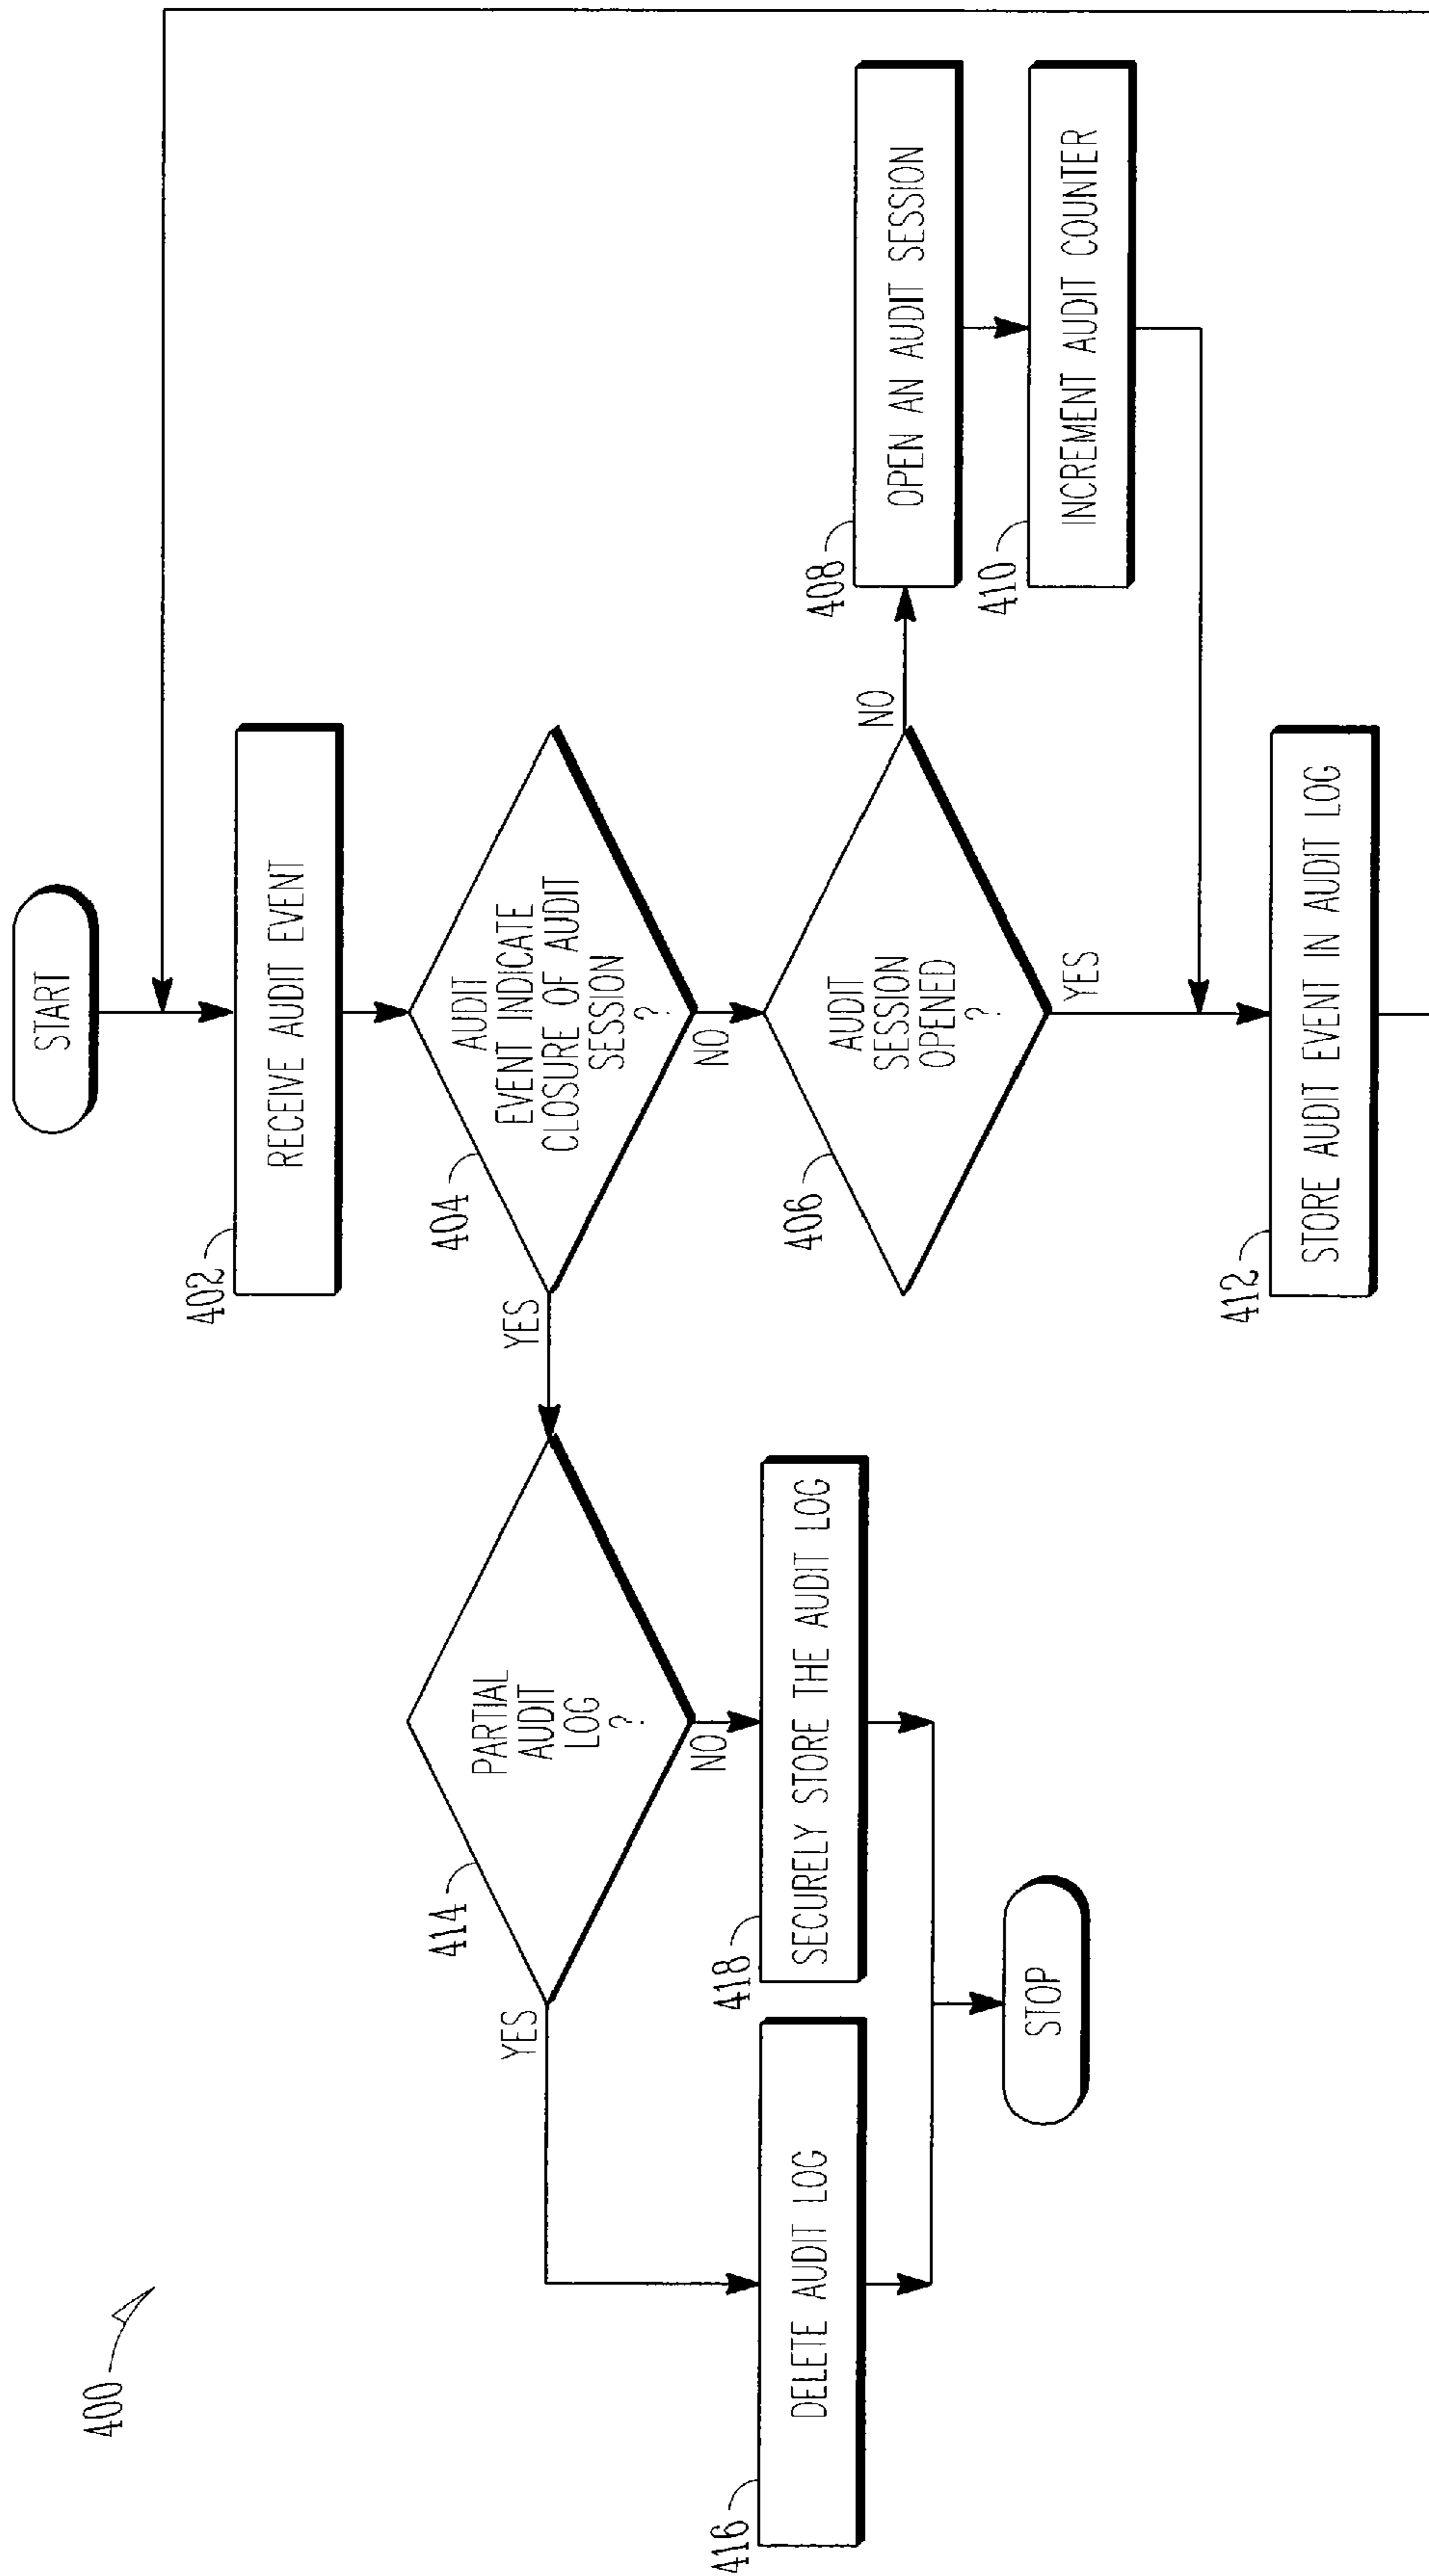 400
START
402
RECEIVE AUDIT EVENT
404
AUDIT
EVENT INDICATE
CLOSURE OF AUDIT
SESSION
?
YES
NO
406
AUDIT
SESSION
OPENED
?
NO
YES
408
OPEN AN AUDIT SESSION
410
INCREMENT AUDIT COUNTER
412
STORE AUDIT EVENT IN AUDIT LOG
414
PARTIAL
AUDIT
LOG
?
YES
NO
416
DELETE AUDIT LOG
418
SECURELY STORE THE AUDIT LOG
STOP